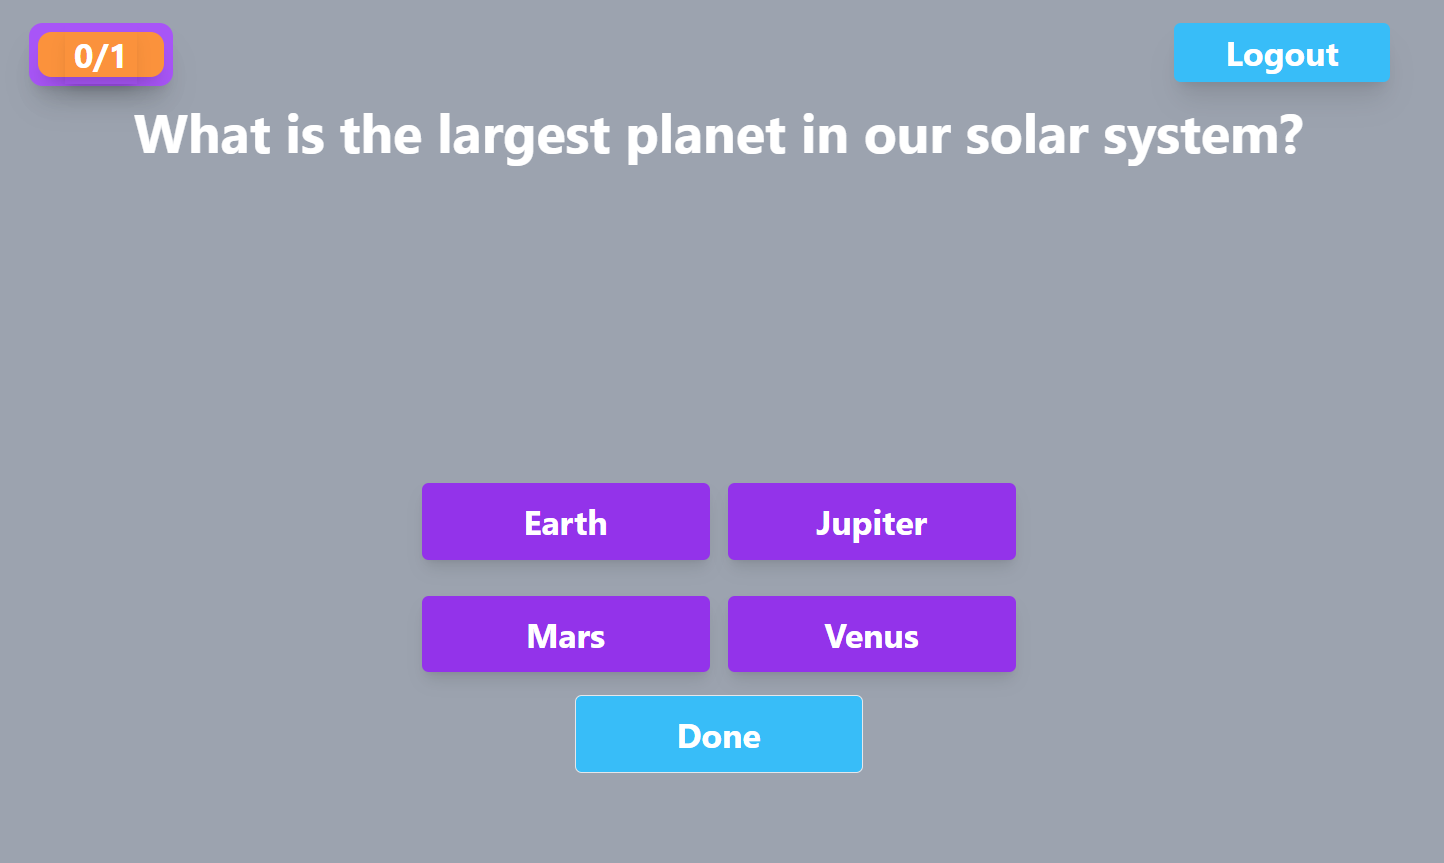 0/1
Logout
What is the largest planet in our solar system?
Earth
Jupiter
Mars
Venus
Done